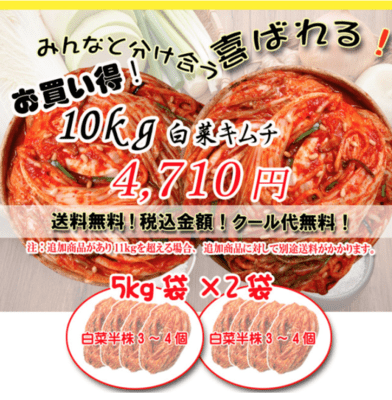 みんなと分け合う喜ばれる！
お買い得！
10kg 白菜キムチ
4,710円
送料無料！税込金額！クール代無料！
注：追加商品があり11kgを超える場合、追加商品に対して別途送料がかかります。
5kg 袋 ×2 袋
白菜半株３～４個 白菜半株３～４個